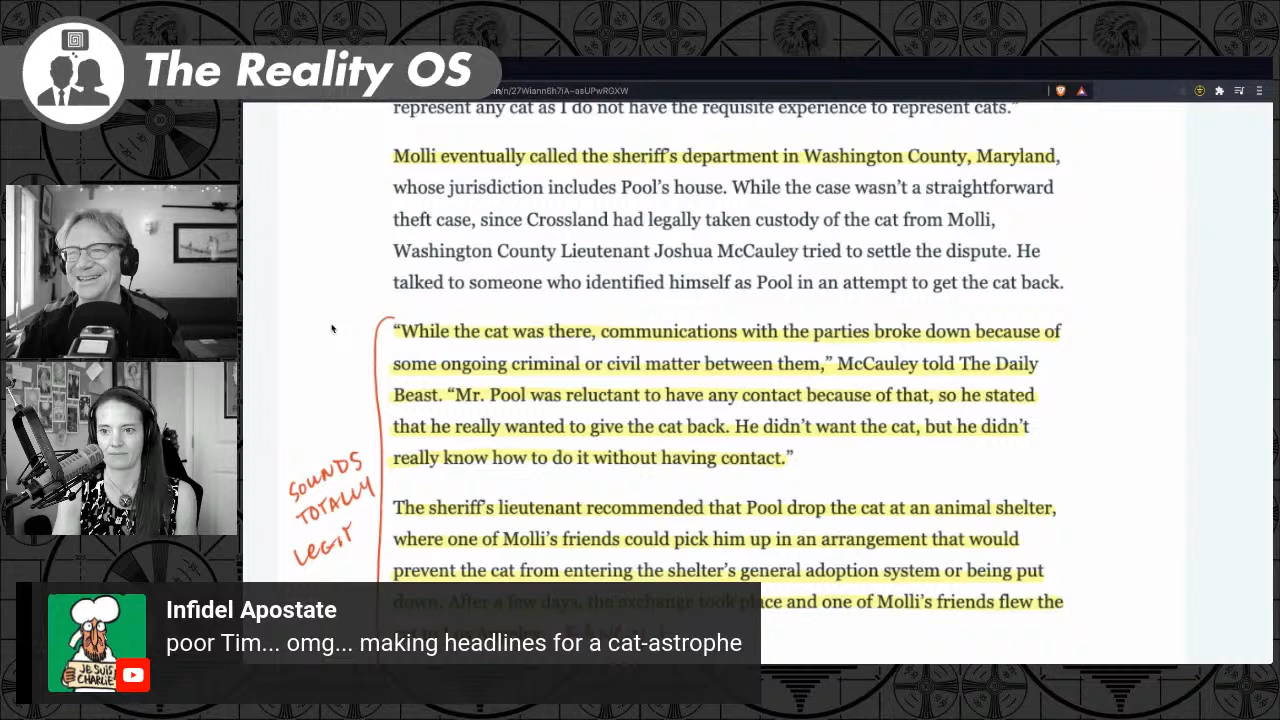 The Reality OS
n/27Wiann6h7iA-asUPwRGXW
represent any cat as I do not have the requisite experience to represent cats.”
Molli eventually called the sheriff’s department in Washington County, Maryland,
whose jurisdiction includes Pool’s house. While the case wasn’t a straightforward
theft case, since Crossland had legally taken custody of the cat from Molli,
Washington County Lieutenant Joshua McCauley tried to settle the dispute. He
talked to someone who identified himself as Pool in an attempt to get the cat back.
“While the cat was there, communications with the parties broke down because of
some ongoing criminal or civil matter between them,” McCauley told The Daily
Beast. “Mr. Pool was reluctant to have any contact because of that, so he stated
that he really wanted to give the cat back. He didn’t want the cat, but he didn’t
really know how to do it without having contact.”
SOUNDS
TOTALLY
LEGIT
The sheriff’s lieutenant recommended that Pool drop the cat at an animal shelter,
where one of Molli’s friends could pick him up in an arrangement that would
prevent the cat from entering the shelter’s general adoption system or being put
down. After a few days, the exchange took place and one of Molli’s friends flew the
Infidel Apostate
poor Tim... omg... making headlines for a cat-astrophe
JE SUIS
CHARLIE